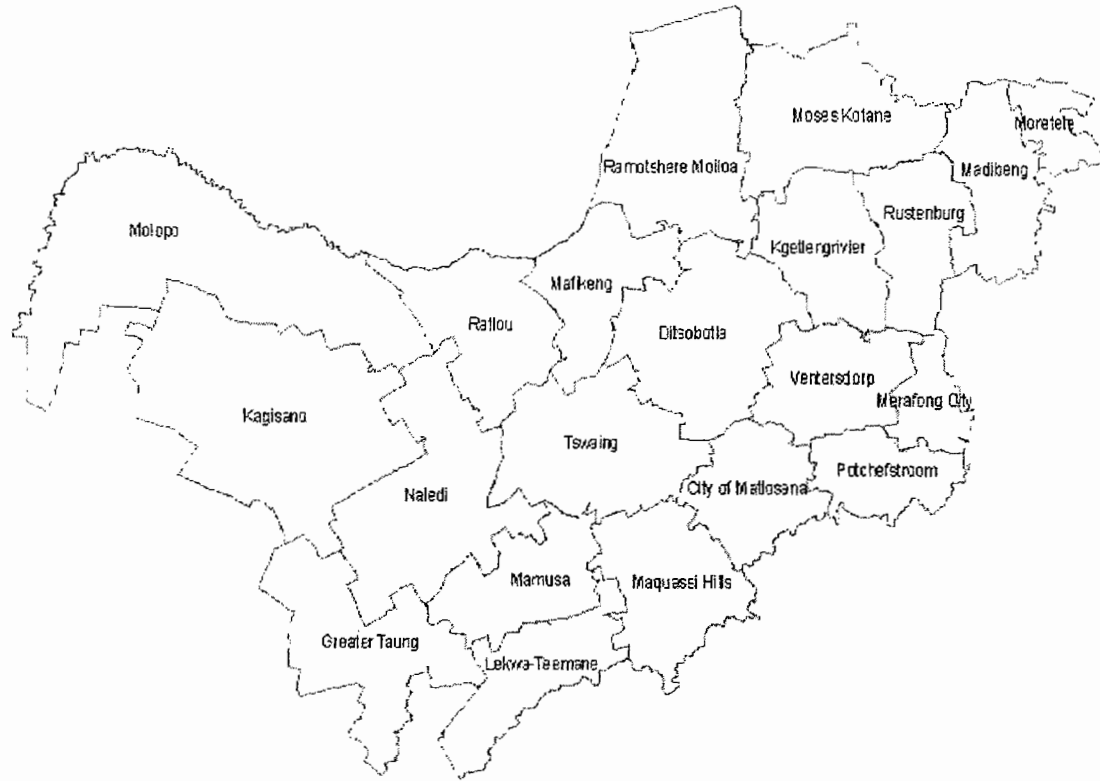 Moses Kotane
Moretele
Ramotshere Moiloa
Madibeng
Rustenburg
Molopo
Kgetlengrivier
Mafikeng
Ratlou
Ditsobotla
Ventersdorp
Merafong City
Kagisano
Tswaing
Potchefstroom
City of Matlosana
Naledi
Mamusa
Maquassi Hills
Greater Taung
Lekwa-Teemane